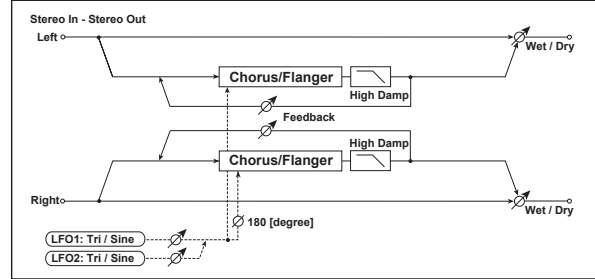 Stereo In - Stereo Out
Left
Wet / Dry
Chorus/Flanger
High Damp
Feedback
High Damp
Chorus/Flanger
Right
Wet / Dry
180 [degree]
LFO1: Tri / Sine
LFO2: Tri / Sine